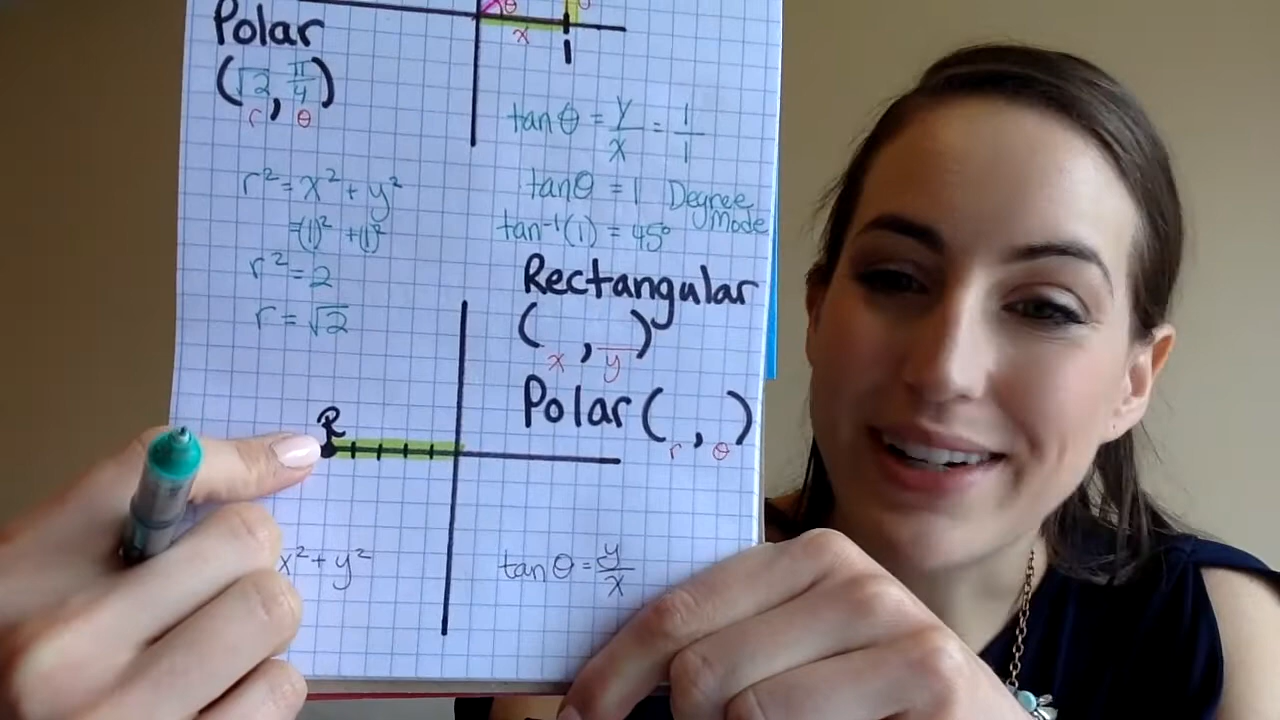 Polar
(√2, π/4)
r θ
r² = x² + y²
= (1)² + (1)²
r² = 2
r = √2
θ
x
1
tan θ = y/x = 1/1
tan θ = 1 Degree Mode
tan⁻¹(1) = 45°
Rectangular
( , )
x y
Polar ( , )
r θ
R
x² + y²
tan θ = y/x